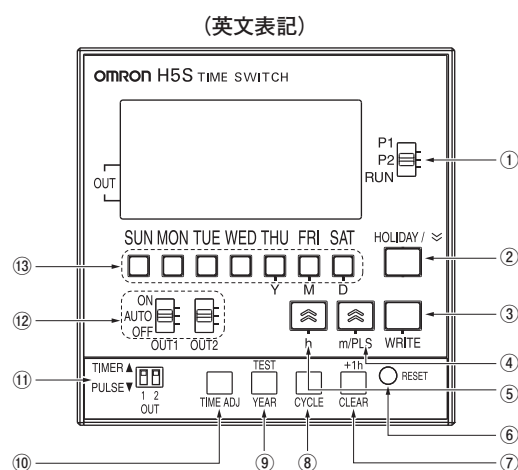 (英文表記)
OMRON H5S TIME SWITCH
P1
P2
RUN
①
OUT
SUN MON TUE WED THU FRI SAT
HOLIDAY /
②
⑬
Y M D
③
⑫
ON
AUTO
OFF
OUT1 OUT2
h m/PLS WRITE
④
⑪
TIMER▲
PULSE▼
1 2
OUT
TEST
+1h
RESET
⑤
TIME ADJ YEAR CYCLE CLEAR
⑥
⑩ ⑨ ⑧ ⑦